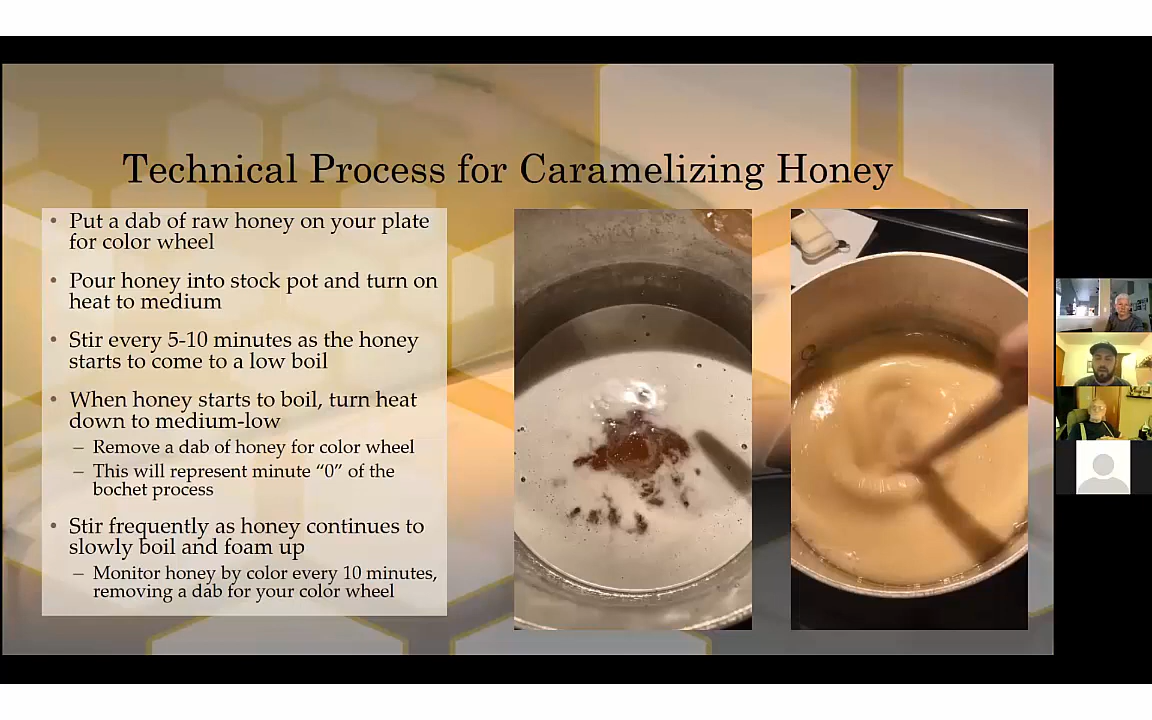 Technical Process for Caramelizing Honey
• Put a dab of raw honey on your plate
for color wheel
• Pour honey into stock pot and turn on
heat to medium
• Stir every 5-10 minutes as the honey
starts to come to a low boil
• When honey starts to boil, turn heat
down to medium-low
– Remove a dab of honey for color wheel
– This will represent minute “0” of the
bochet process
• Stir frequently as honey continues to
slowly boil and foam up
– Monitor honey by color every 10 minutes,
removing a dab for your color wheel